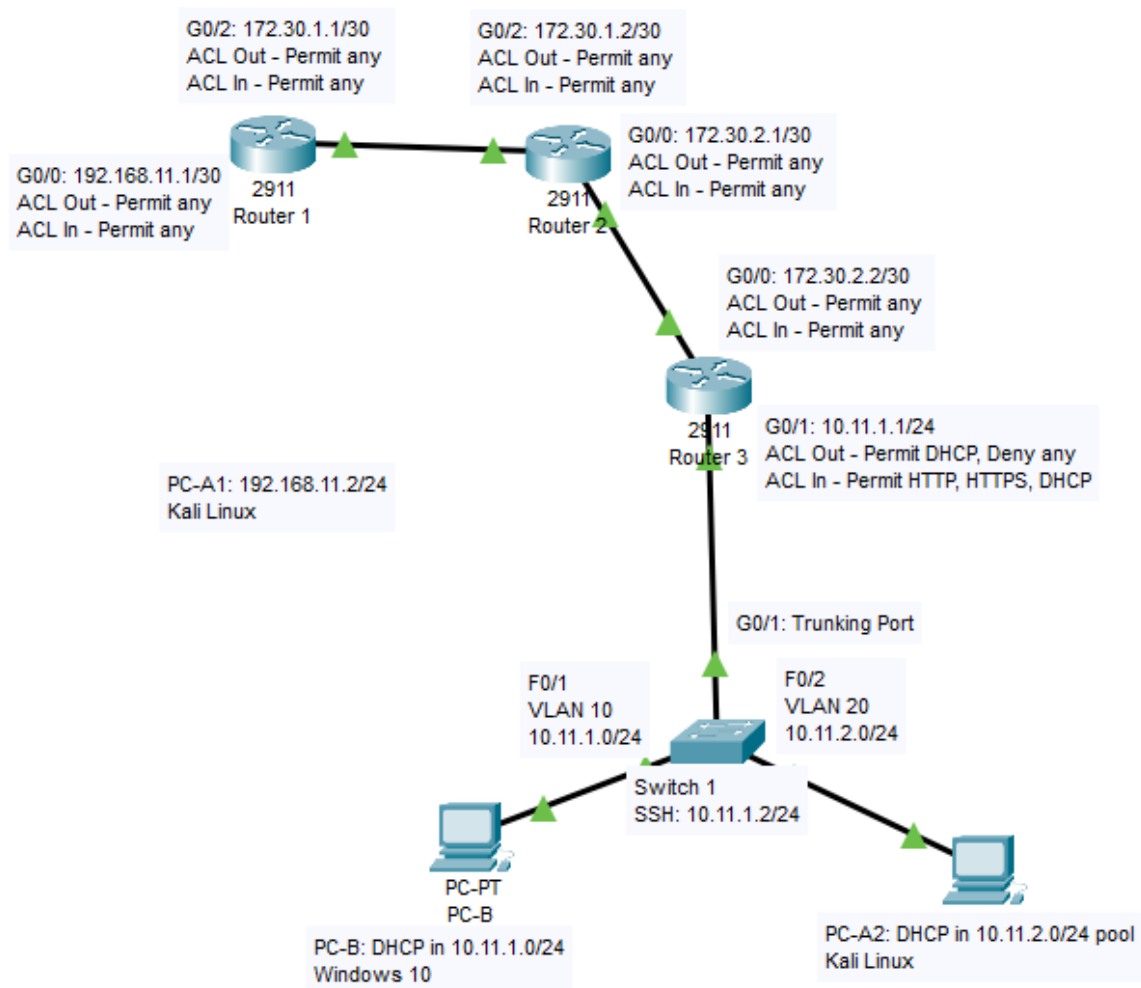 G0/2: 172.30.1.1/30
ACL Out - Permit any
ACL In - Permit any
G0/2: 172.30.1.2/30
ACL Out - Permit any
ACL In - Permit any
G0/0: 192.168.11.1/30
ACL Out - Permit any
ACL In - Permit any
2911
Router 1
2911
Router 2
G0/0: 172.30.2.1/30
ACL Out - Permit any
ACL In - Permit any
G0/0: 172.30.2.2/30
ACL Out - Permit any
ACL In - Permit any
2911
Router 3
G0/1: 10.11.1.1/24
ACL Out - Permit DHCP, Deny any
ACL In - Permit HTTP, HTTPS, DHCP
PC-A1: 192.168.11.2/24
Kali Linux
G0/1: Trunking Port
F0/1
VLAN 10
10.11.1.0/24
F0/2
VLAN 20
10.11.2.0/24
Switch 1
SSH: 10.11.1.2/24
PC-PT
PC-B
PC-B: DHCP in 10.11.1.0/24
Windows 10
PC-A2: DHCP in 10.11.2.0/24 pool
Kali Linux